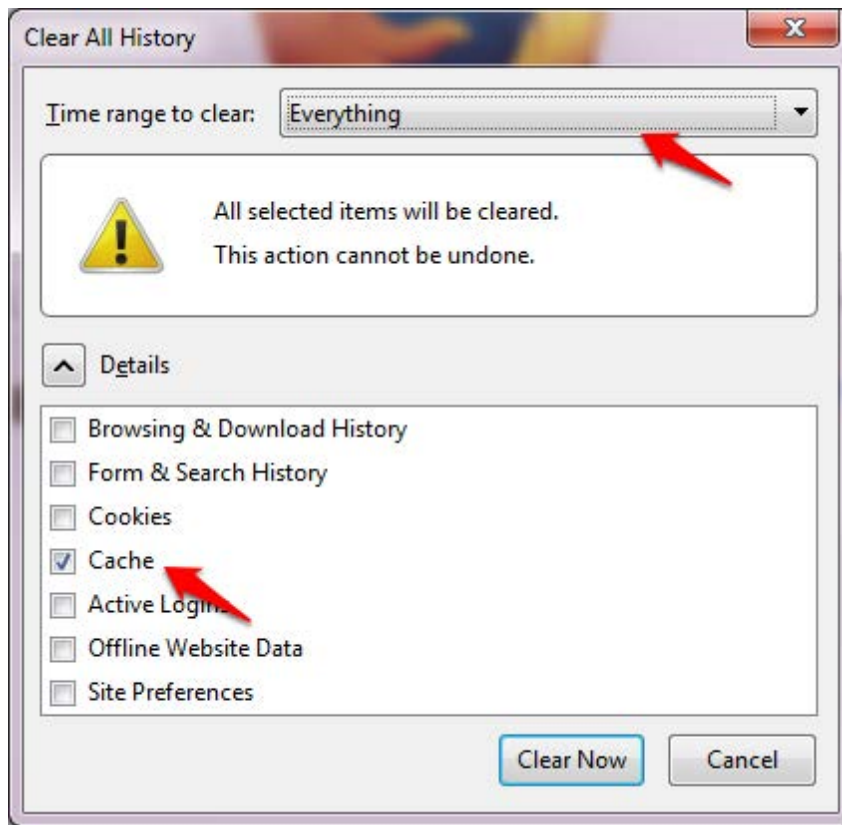 Clear All History
Time range to clear: Everything
All selected items will be cleared.
This action cannot be undone.
Details
Browsing & Download History
Form & Search History
Cookies
Cache
Active Logins
Offline Website Data
Site Preferences
Clear Now Cancel